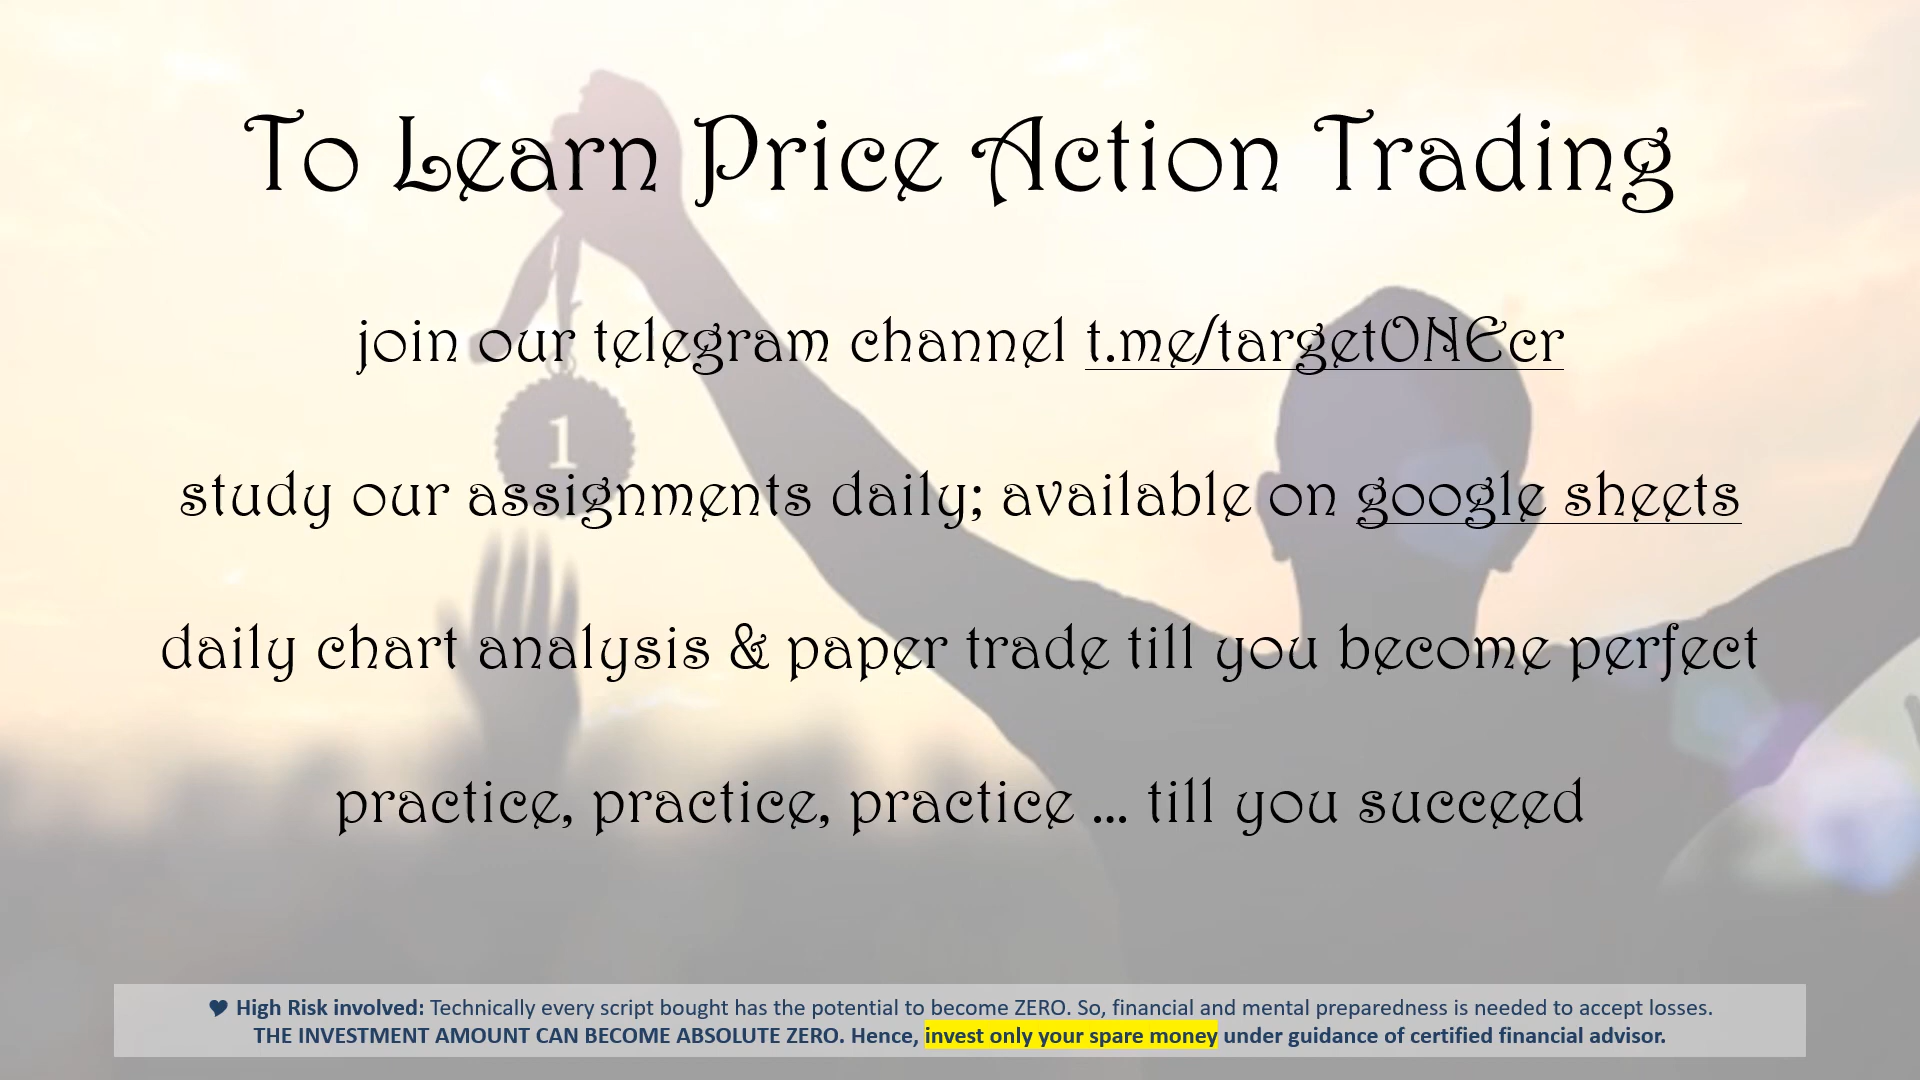 To Learn Price Action Trading
join our telegram channel t.me/targetONEcr
study our assignments daily; available on google sheets
1
daily chart analysis & paper trade till you become perfect
practice, practice, practice ... till you succeed
♥ High Risk involved: Technically every script bought has the potential to become ZERO. So, financial and mental preparedness is needed to accept losses.
THE INVESTMENT AMOUNT CAN BECOME ABSOLUTE ZERO. Hence, invest only your spare money under guidance of certified financial advisor.